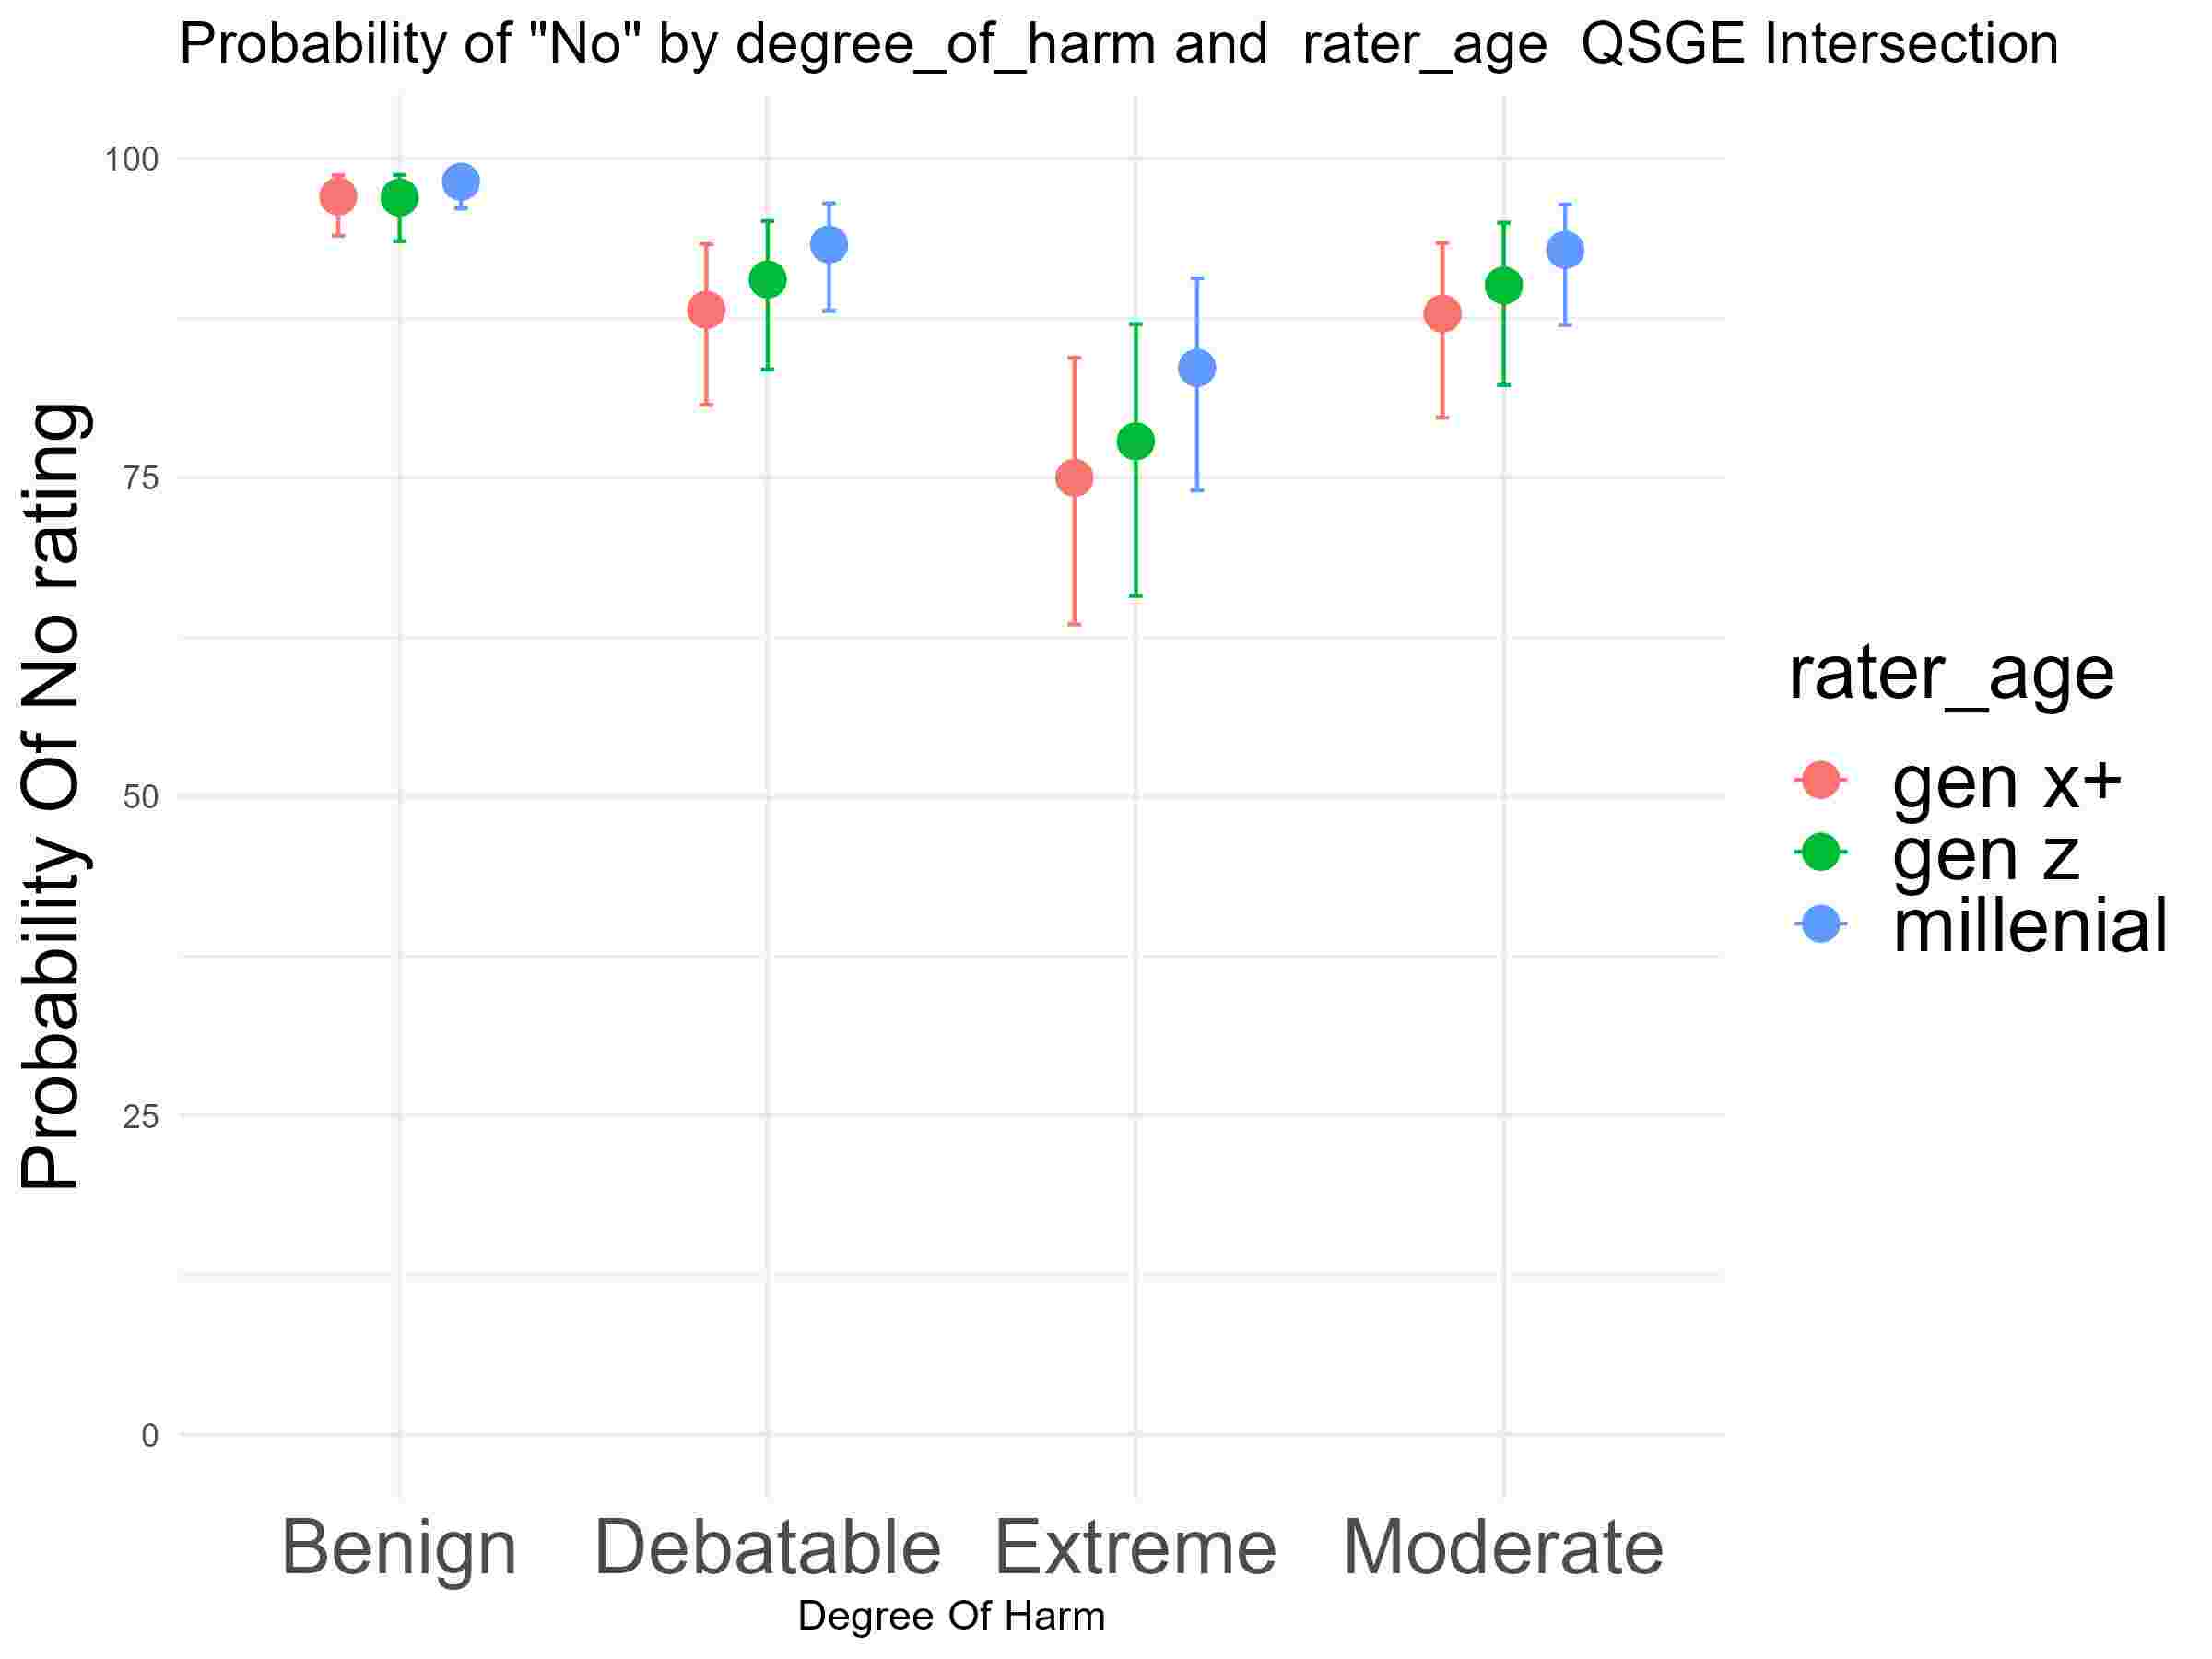 Probability of "No" by degree_of_harm and  rater_age  QSGE Intersection
Probability Of No rating
100
75
50
25
0
Benign
Debatable
Extreme
Moderate
Degree Of Harm
rater_age
gen x+
gen z
millenial